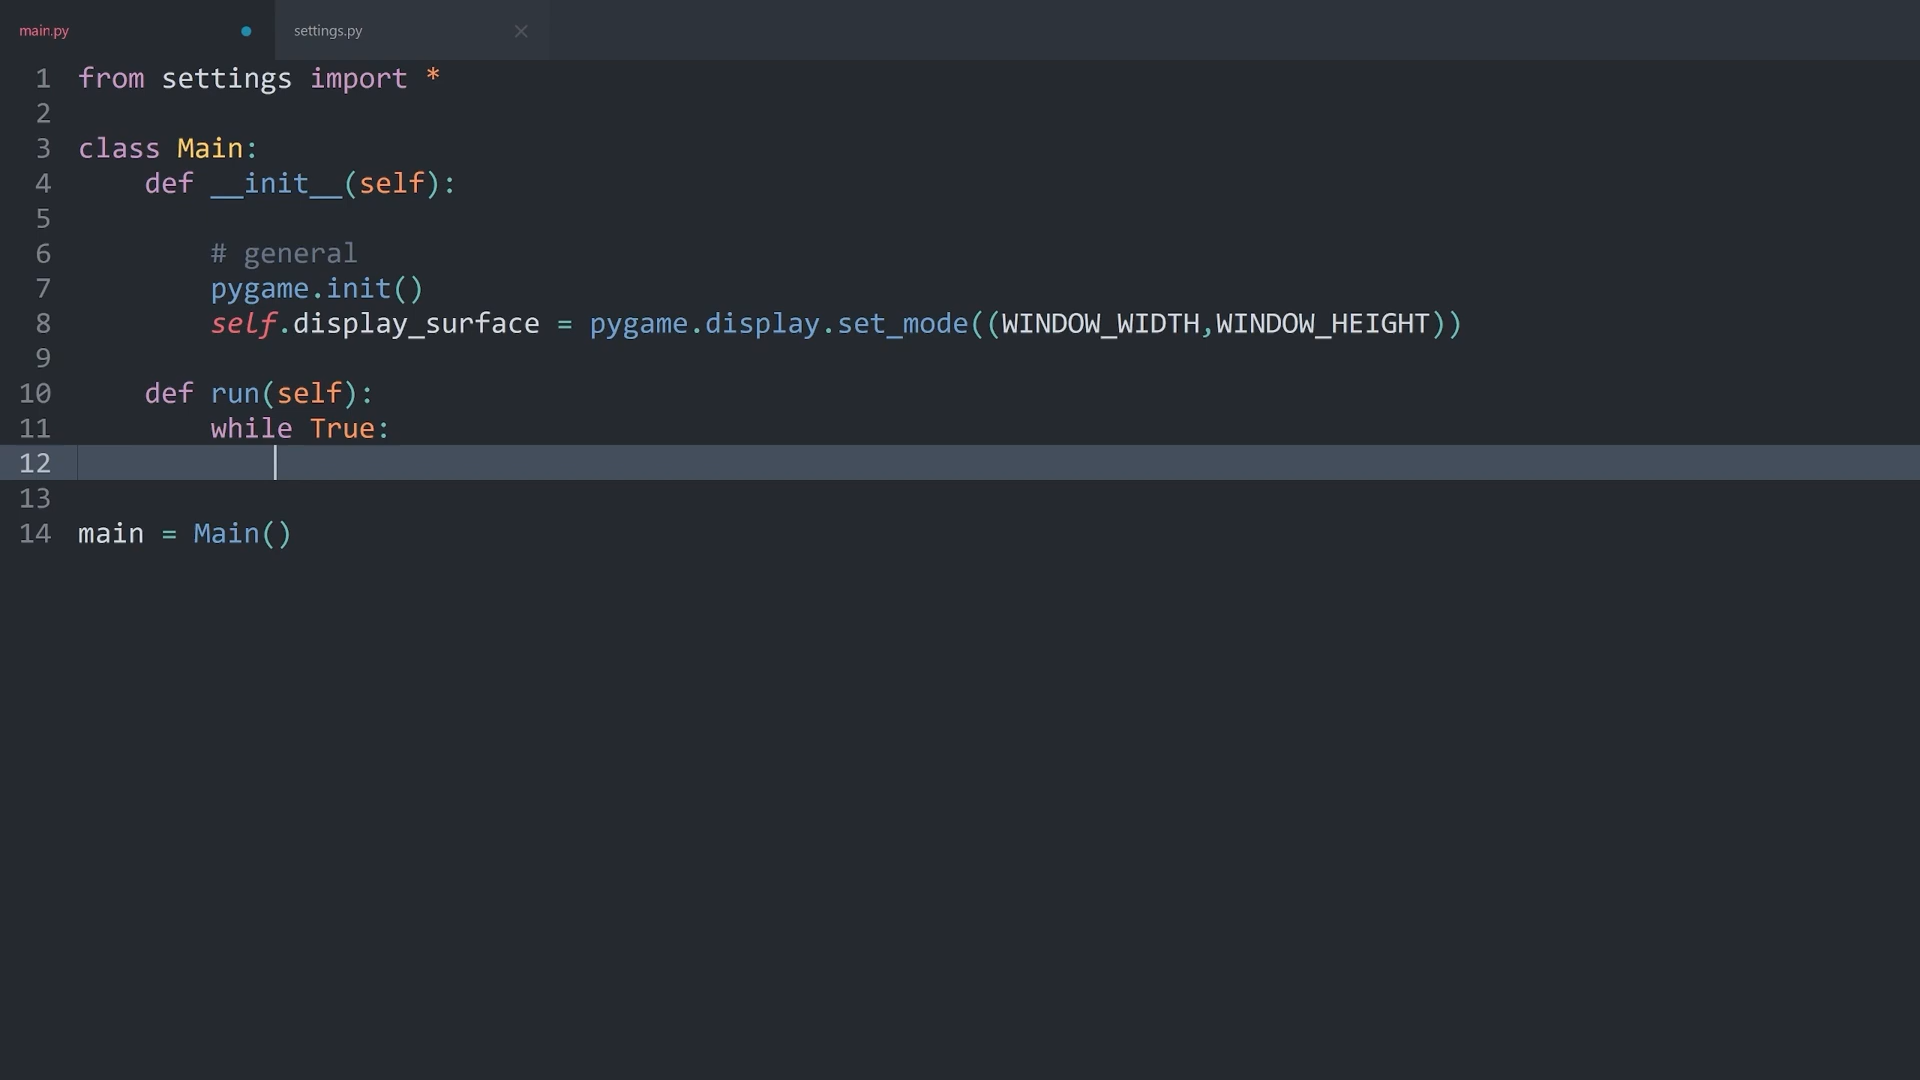 main.py
settings.py
1 from settings import *
2
3 class Main:
4     def __init__(self):
5
6         # general
7         pygame.init()
8         self.display_surface = pygame.display.set_mode((WINDOW_WIDTH,WINDOW_HEIGHT))
9
10     def run(self):
11         while True:
12
13
14 main = Main()